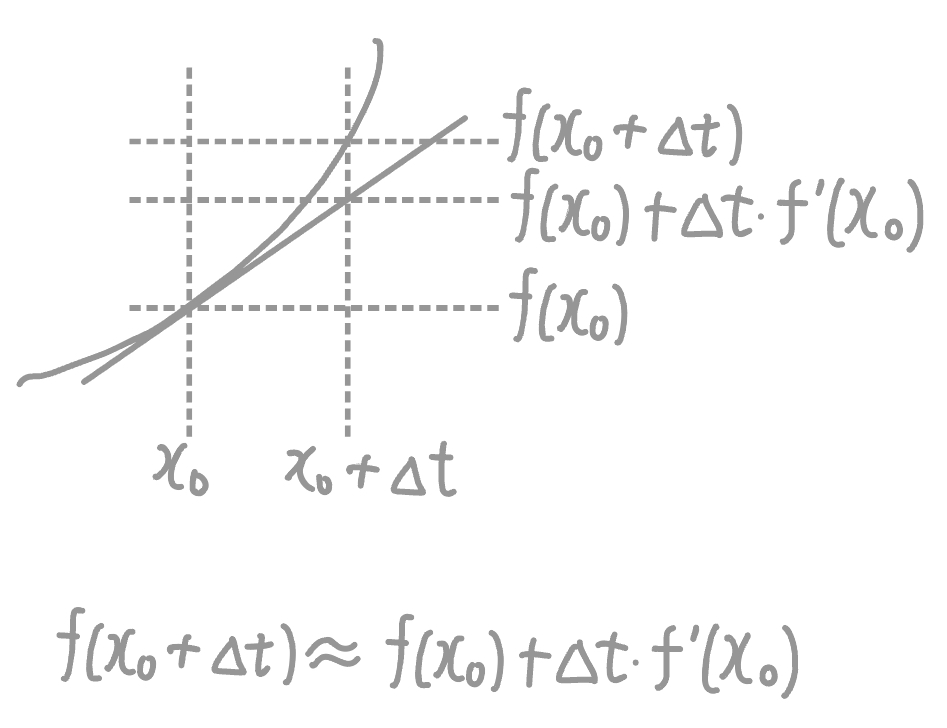 f(x₀ + Δt)
f(x₀) + Δt · f'(x₀)
f(x₀)
x₀
x₀ + Δt
f(x₀ + Δt) ≈ f(x₀) + Δt · f'(x₀)